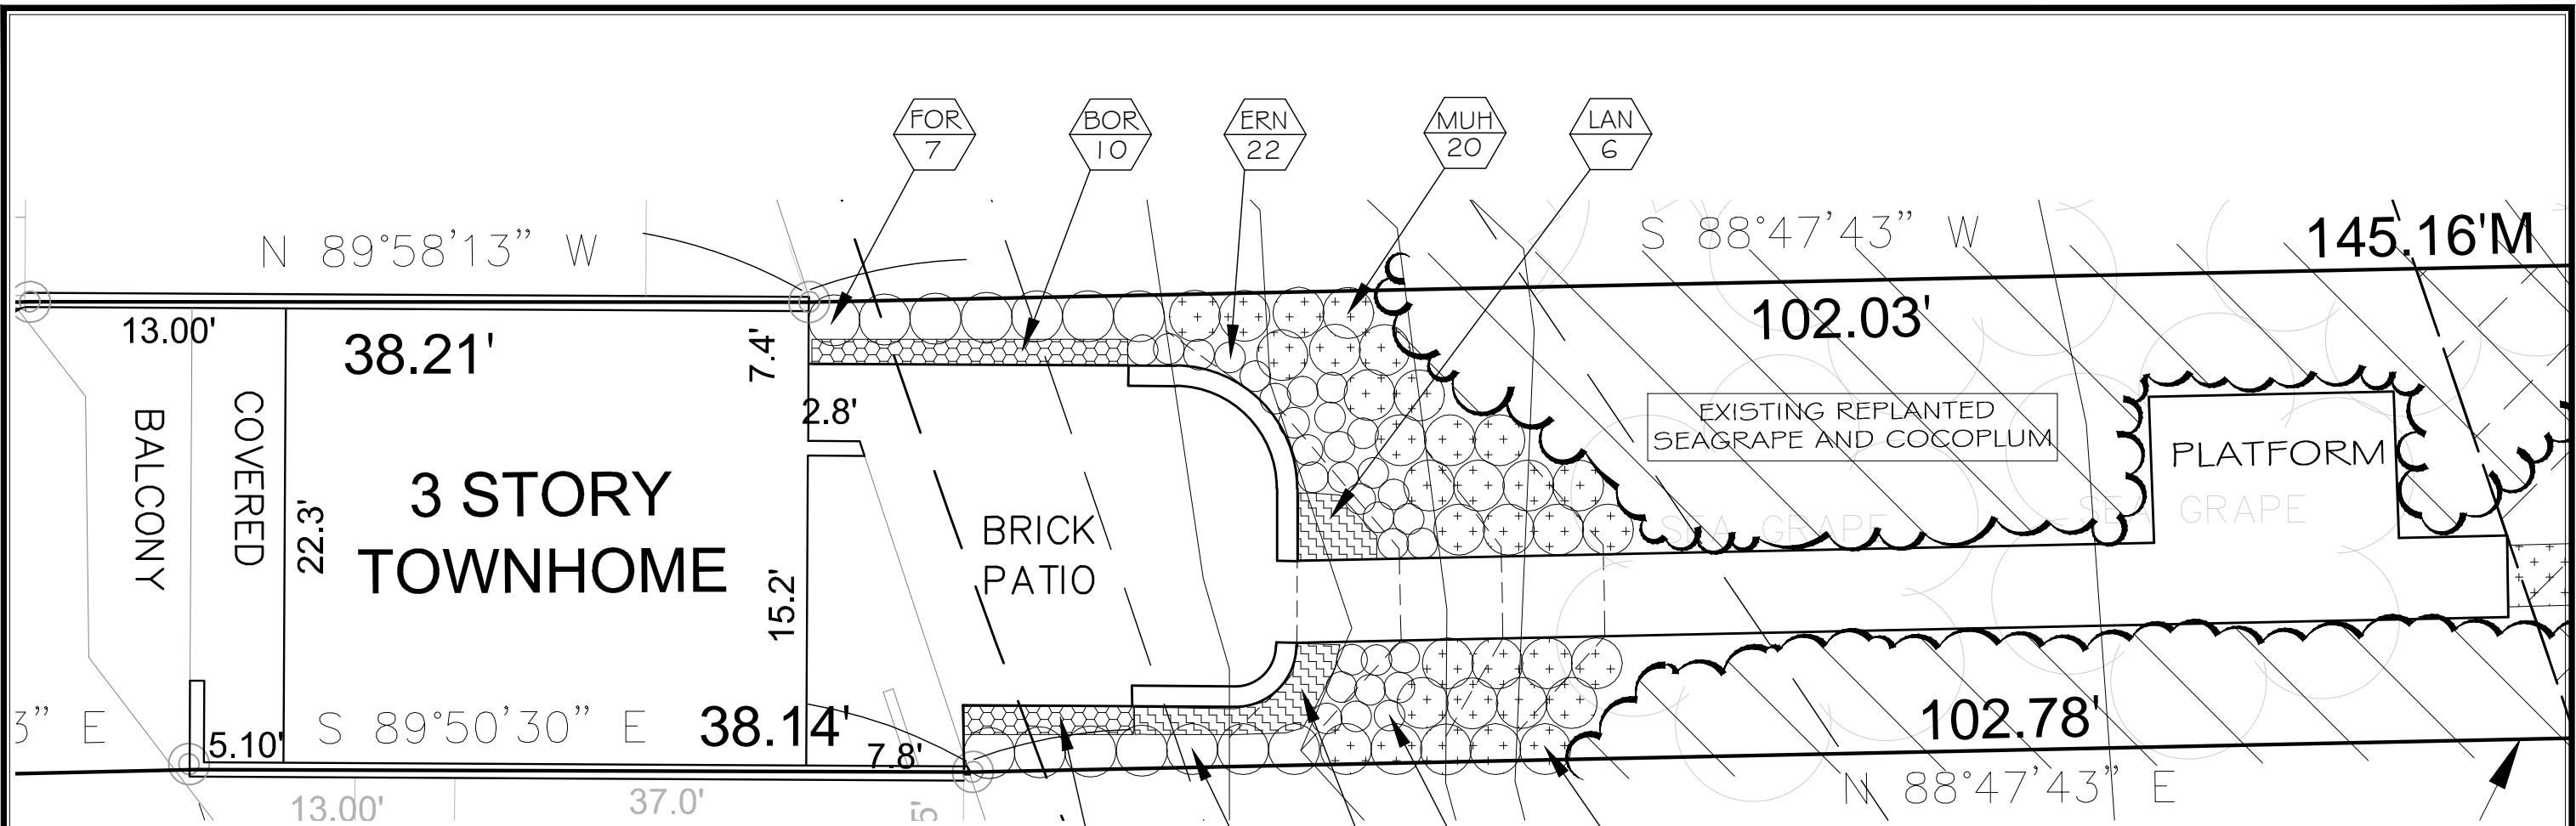 FOR
7
BOR
10
ERN
22
MUH
20
LAN
6
N 89°58'13" W
S 88°47'43" W
145.16'M
13.00'
38.21'
7.4'
102.03'
2.8'
BALCONY
COVERED
22.3'
3 STORY
TOWNHOME
15.2'
BRICK
PATIO
EXISTING REPLANTED
SEAGRAPE AND COCOPLUM
PLATFORM
SEA GRAPE
SEA GRAPE
3" E
5.10'
S 89°50'30" E
38.14'
7.8'
102.78'
N 88°47'43" E
13.00'
37.0'